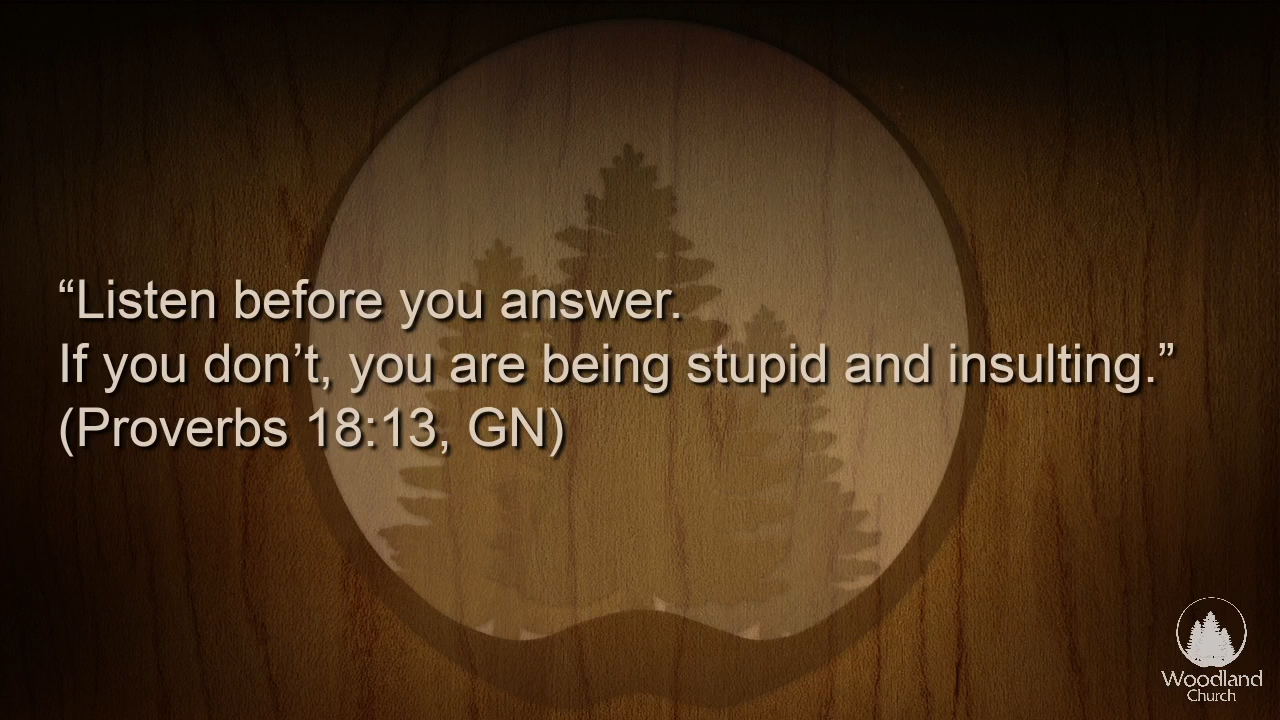 “Listen before you answer.
If you don’t, you are being stupid and insulting.”
(Proverbs 18:13, GN)
Woodland
Church